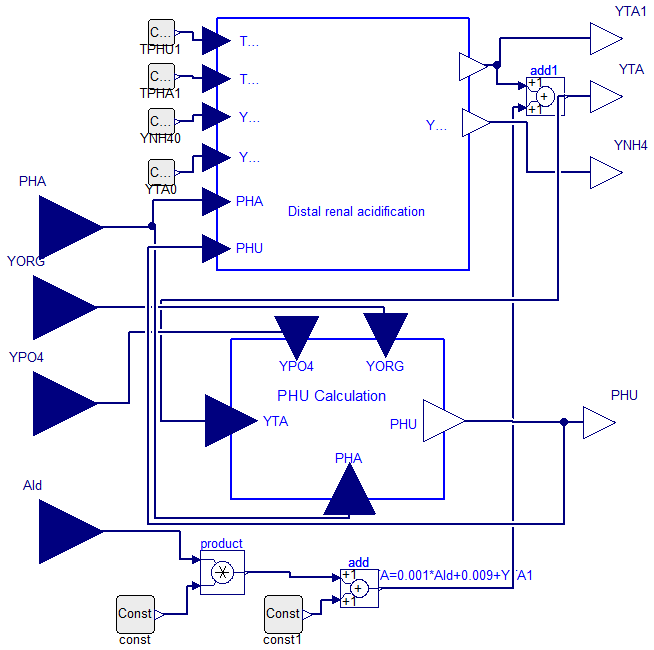 YTA1
C...
TPHU1
T...
C...
TPHA1
T...
add1
+1
+
+1
YTA
C...
YNH40
Y...
Y...
YNH4
C...
YTA0
Y...
PHA
PHA
Distal renal acidification
PHU
YORG
YPO4
YPO4
YORG
PHU Calculation
YTA
PHU
PHU
PHA
Ald
product
add
+1
+
+1
A=0.001*Ald+0.009+Y TA1
Const
const
Const
const1